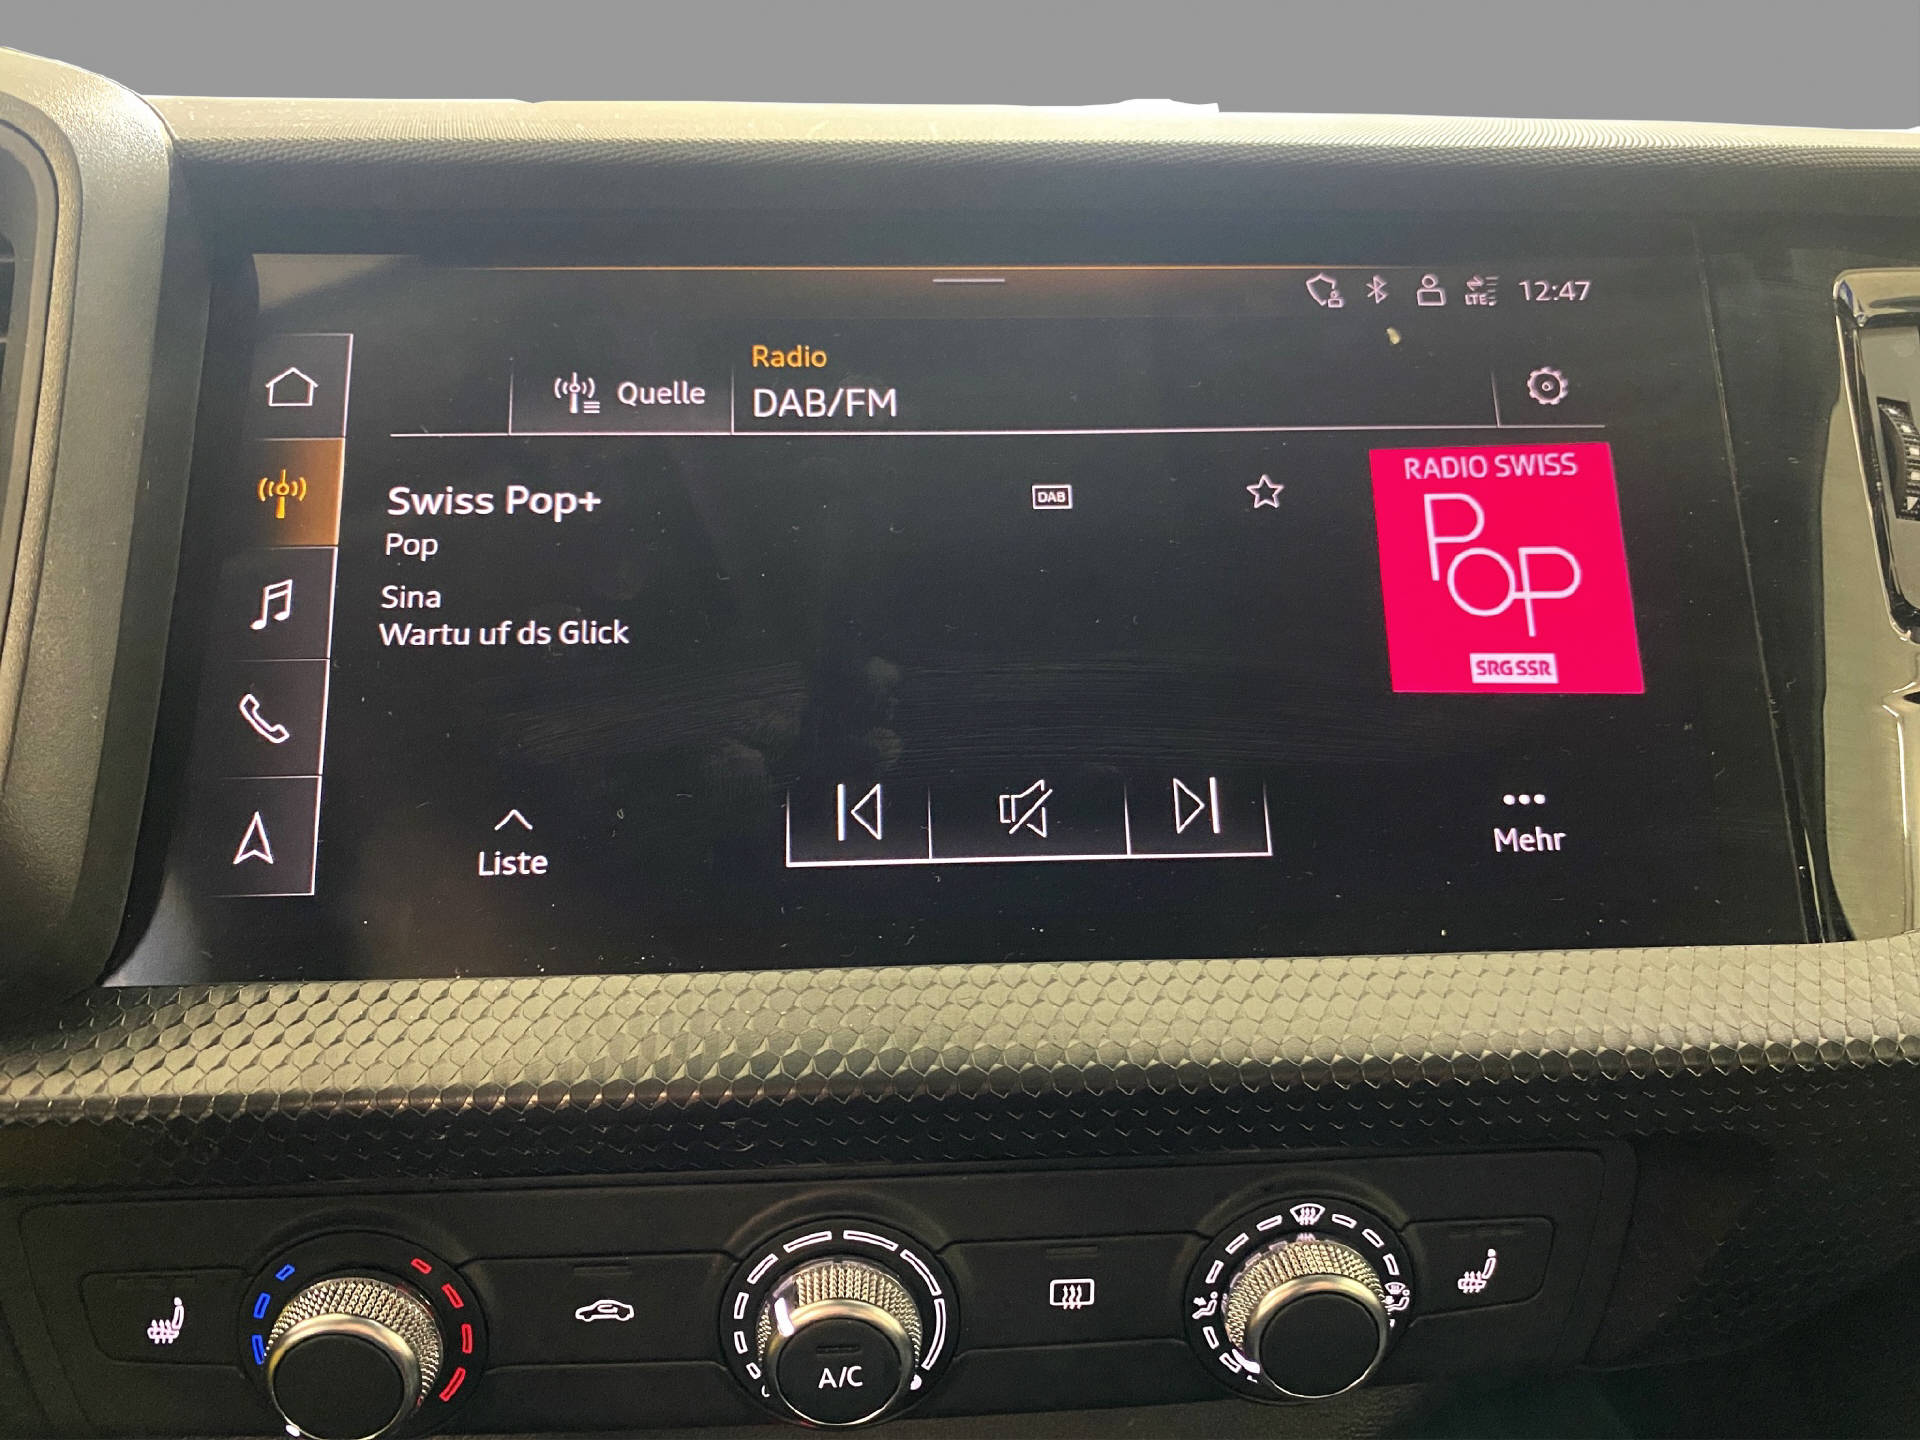 LTE 12:47
Radio
Quelle
DAB/FM
RADIO SWISS
POP
SRG SSR
Swiss Pop+
DAB
Pop
Sina
Wartu uf ds Glick
Liste
Mehr
A/C